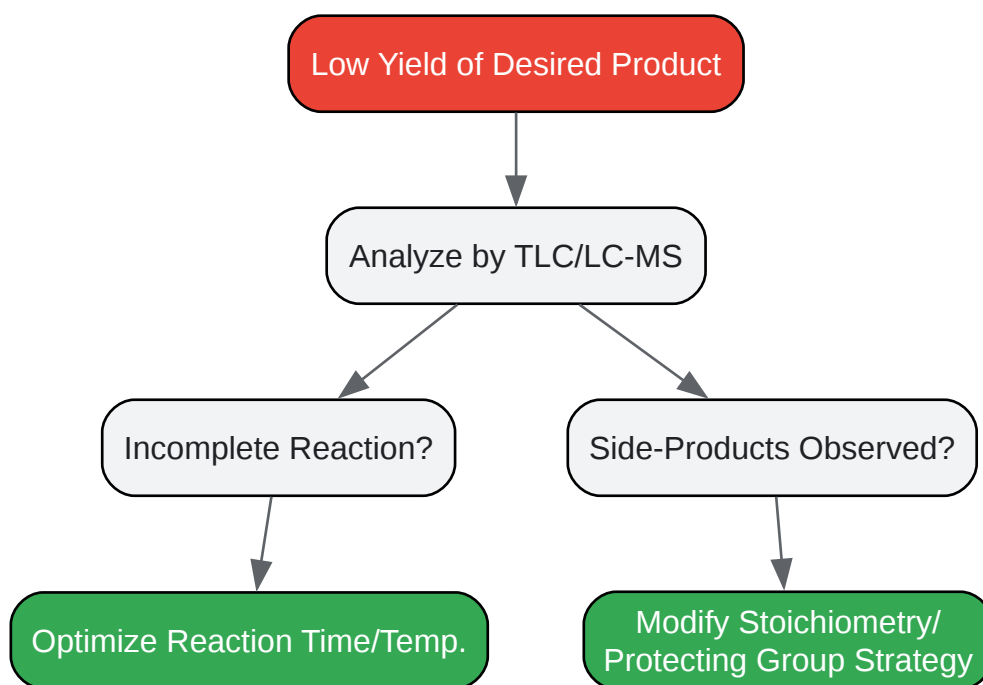 Low Yield of Desired Product
Analyze by TLC/LC-MS
Incomplete Reaction?
Side-Products Observed?
Optimize Reaction Time/Temp.
Modify Stoichiometry/
Protecting Group Strategy